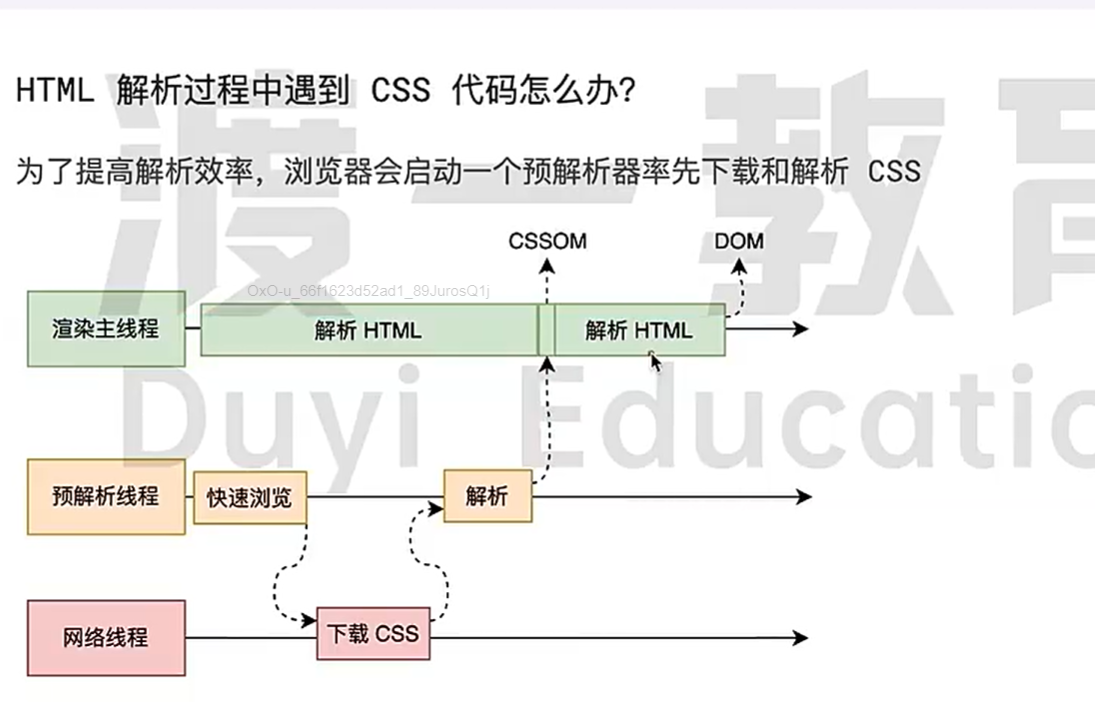 HTML 解析过程中遇到 CSS 代码怎么办?
为了提高解析效率，浏览器会启动一个预解析器率先下载和解析 CSS
渡一教育
Duyi Educatio
CSSOM
DOM
OxO-u_66f1623d52ad1_89JurosQ1j
渲染主线程
解析 HTML
解析 HTML
预解析线程
快速浏览
解析
网络线程
下载 CSS